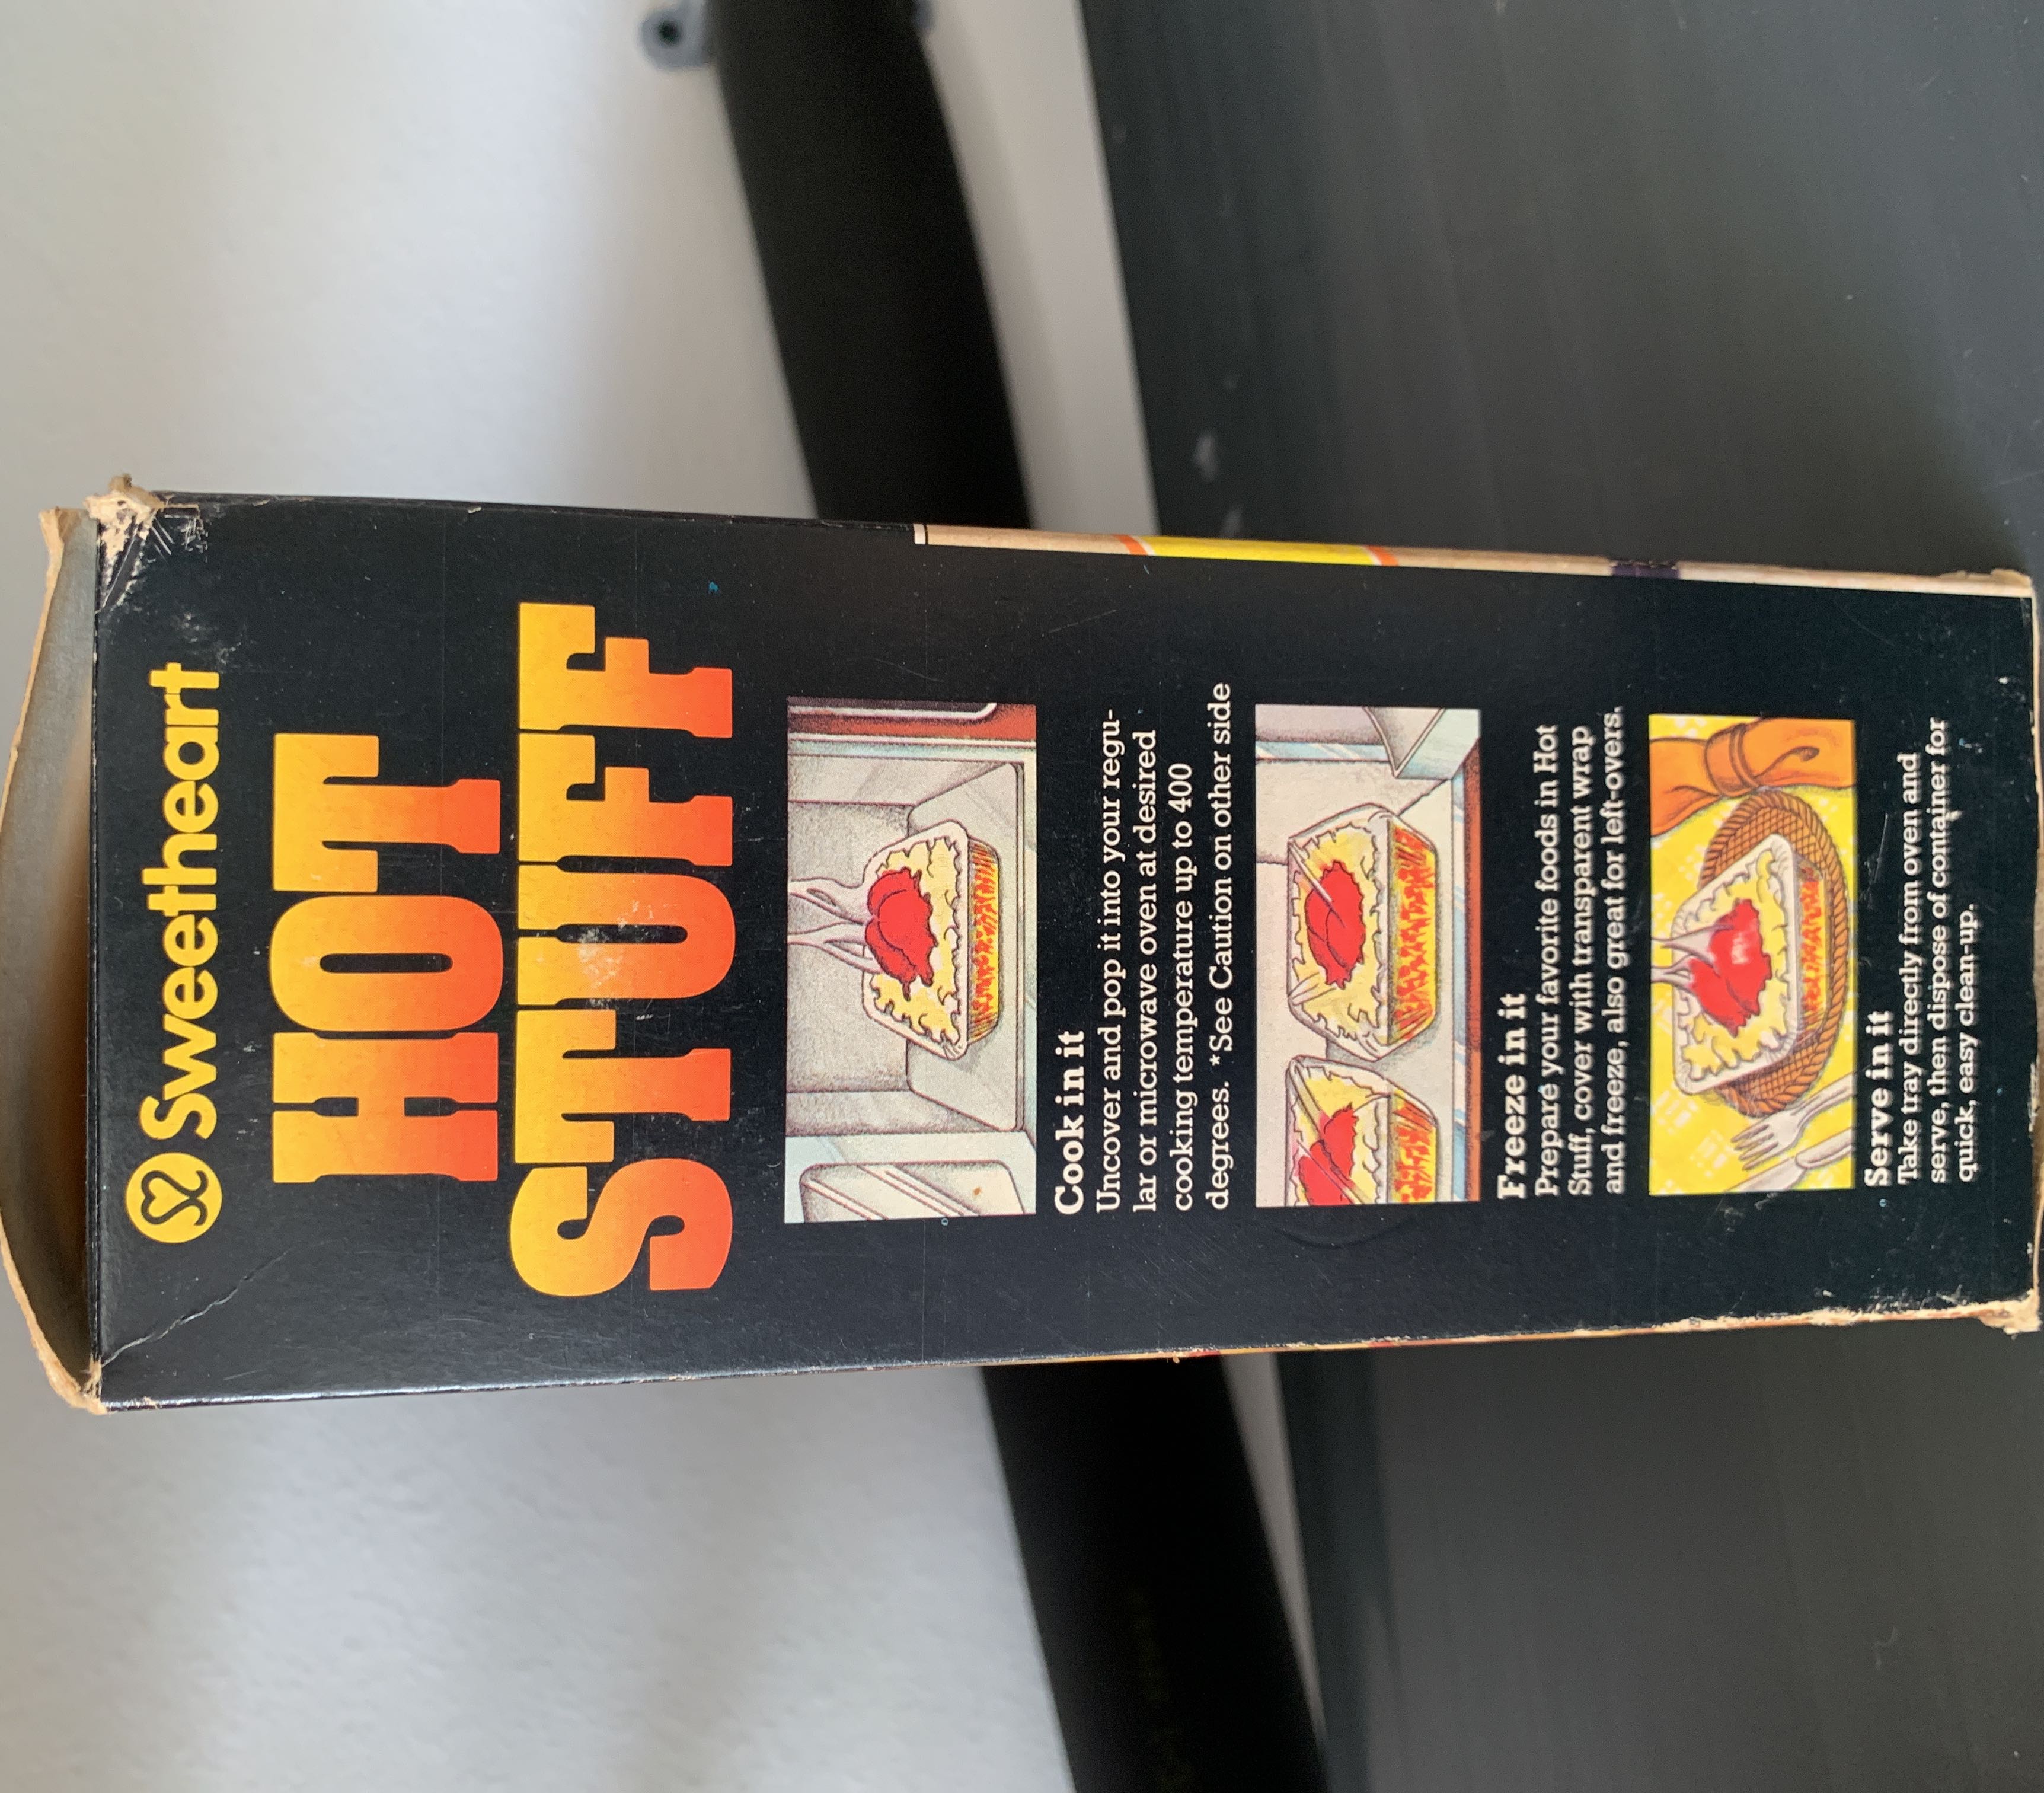 Sweetheart
HOT
STUFF
Cook in it
Uncover and pop it into your regu-
lar or microwave oven at desired
cooking temperature up to 400
degrees. *See Caution on other side
Freeze in it
Prepare your favorite foods in Hot
Stuff, cover with transparent wrap
and freeze, also great for left-overs.
Serve in it
Take tray directly from oven and
serve, then dispose of container for
quick, easy clean-up.